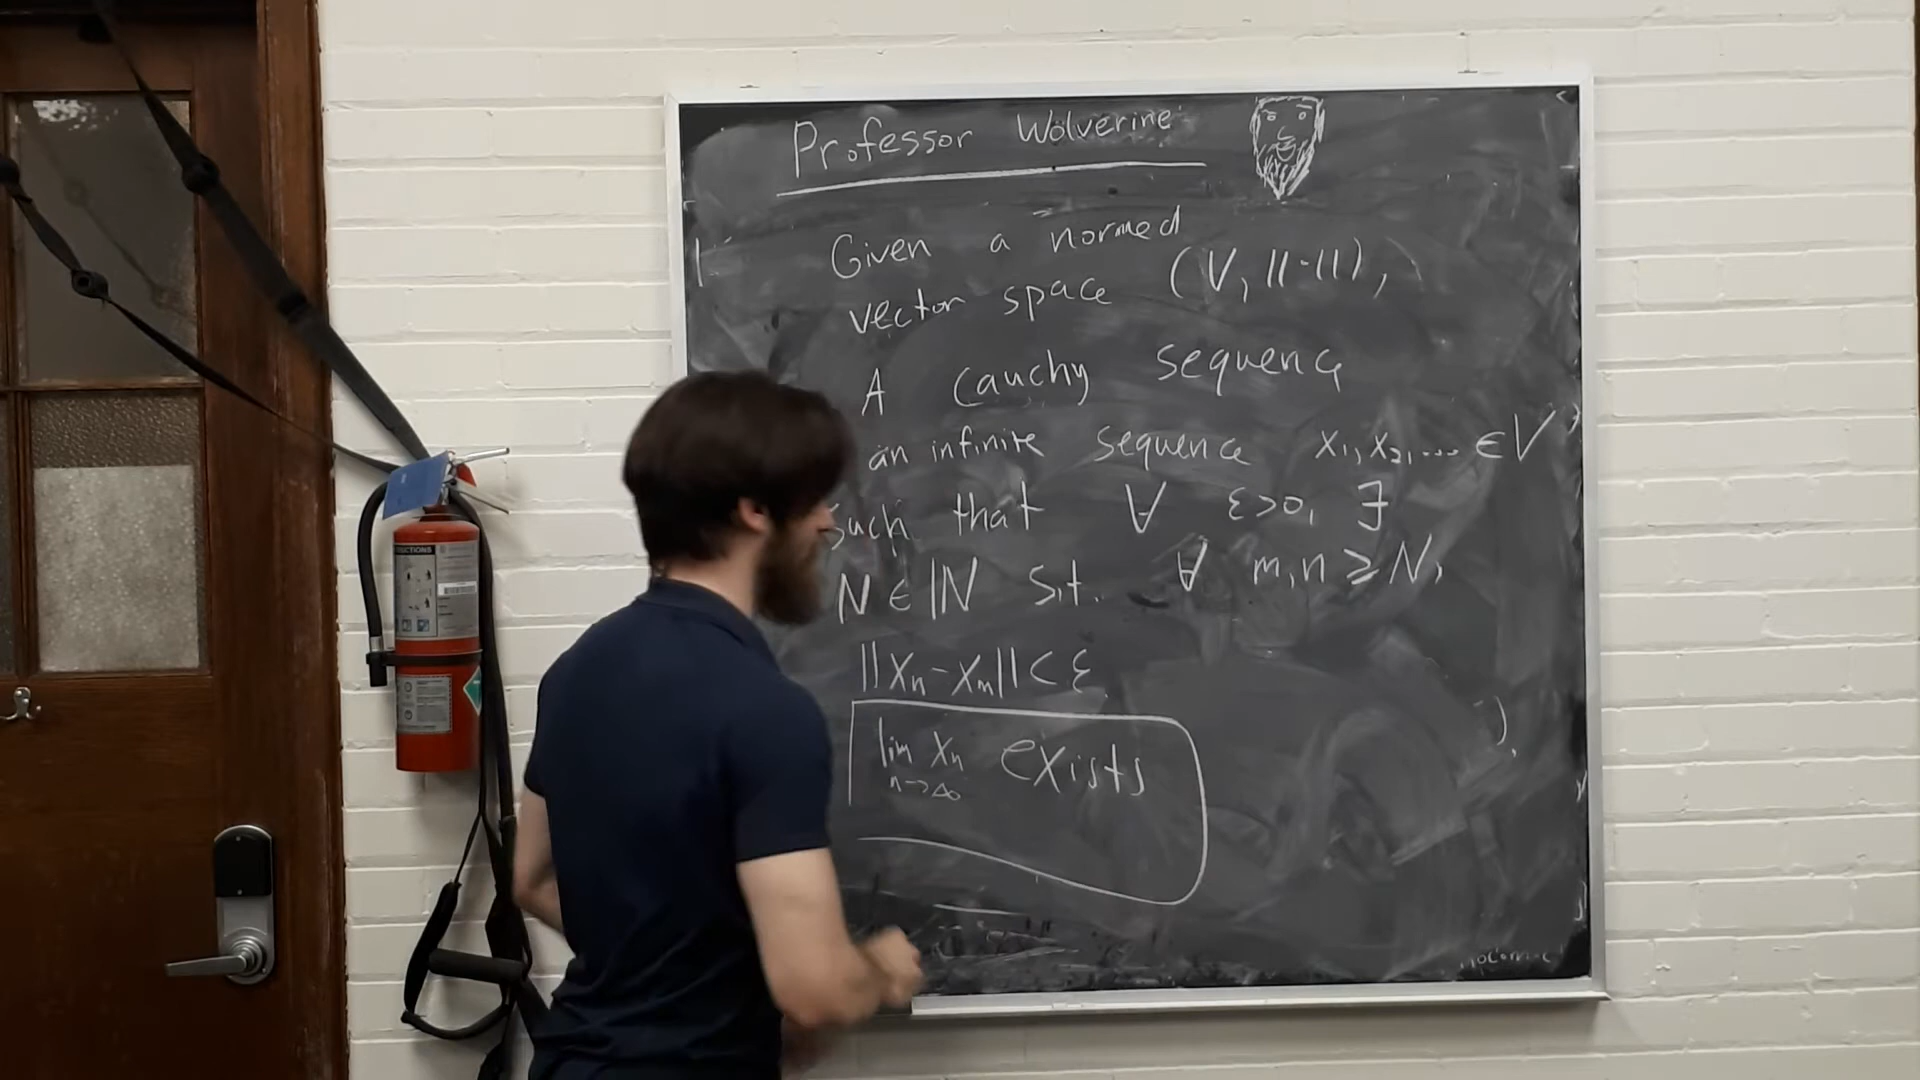 Professor Wolverine
Given a normed
vector space (V, ||·||),
A cauchy sequence
an infinite sequence x₁, x₂, ... ∈ V
such that ∀ ε>0, ∃
N ∈ ℕ s.t. ∀ m,n ≥ N,
||xₙ - xₘ|| < ε
lim xₙ exists
n→∞